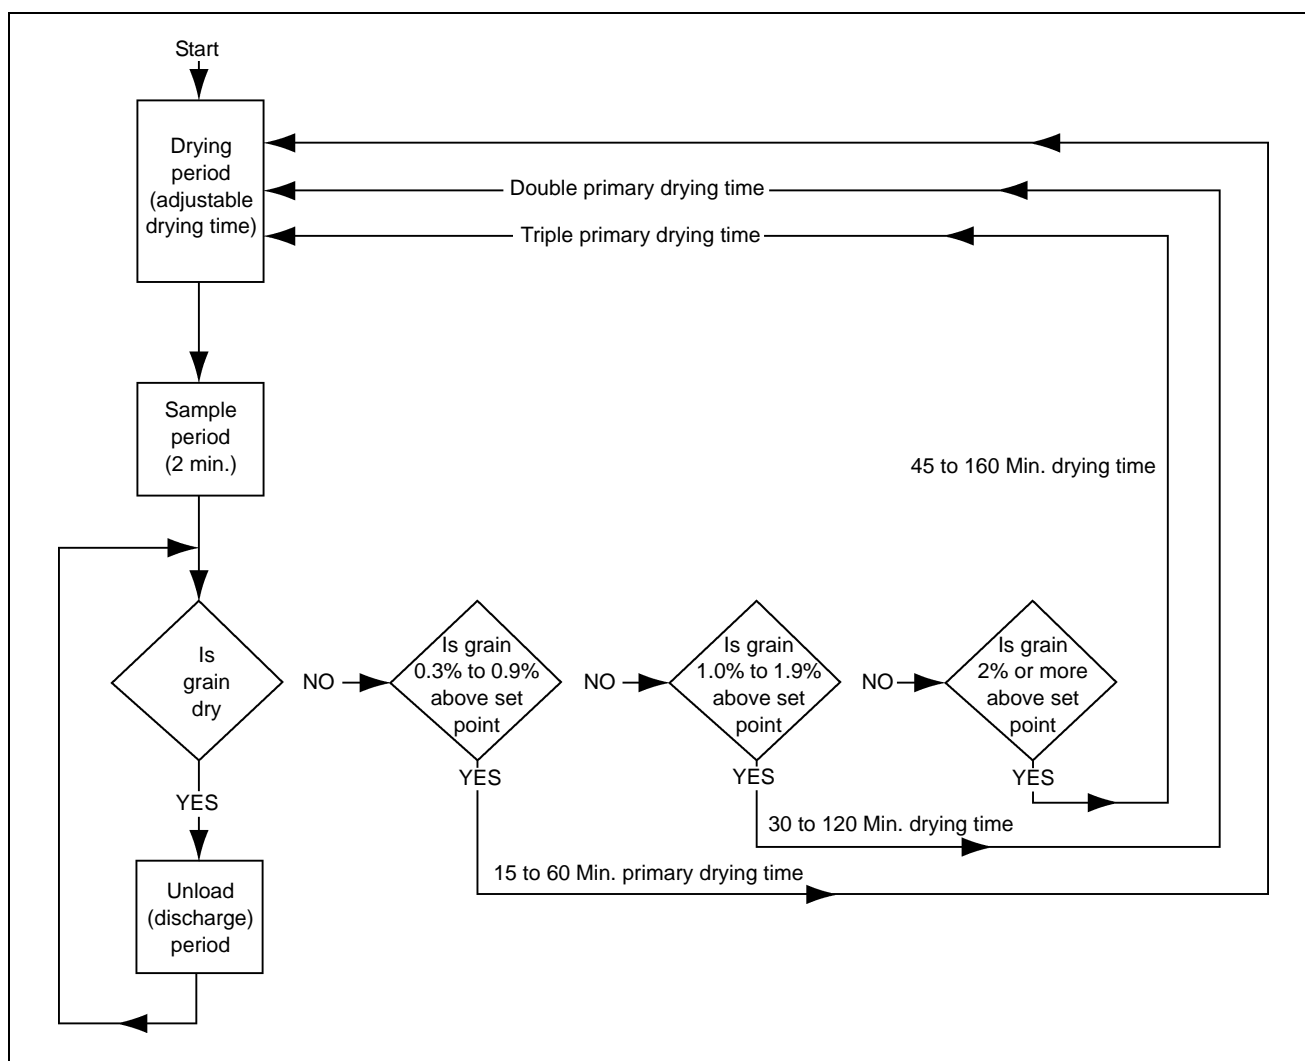 Start
Drying
period
(adjustable
drying time)
Double primary drying time
Triple primary drying time
Sample
period
(2 min.)
45 to 160 Min. drying time
Is
grain
dry
NO
Is grain
0.3% to 0.9%
above set
point
NO
Is grain
1.0% to 1.9%
above set
point
NO
Is grain
2% or more
above set
point
YES
YES
YES
YES
30 to 120 Min. drying time
15 to 60 Min. primary drying time
Unload
(discharge)
period